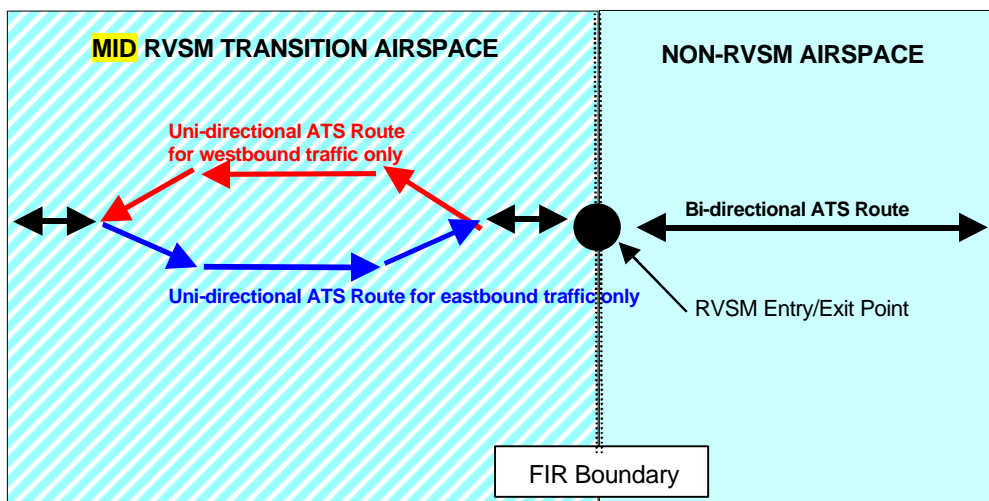 MID RVSM TRANSITION AIRSPACE
NON-RVSM AIRSPACE
Uni-directional ATS Route
for westbound traffic only
Bi-directional ATS Route
Uni-directional ATS Route for eastbound traffic only
RVSM Entry/Exit Point
FIR Boundary